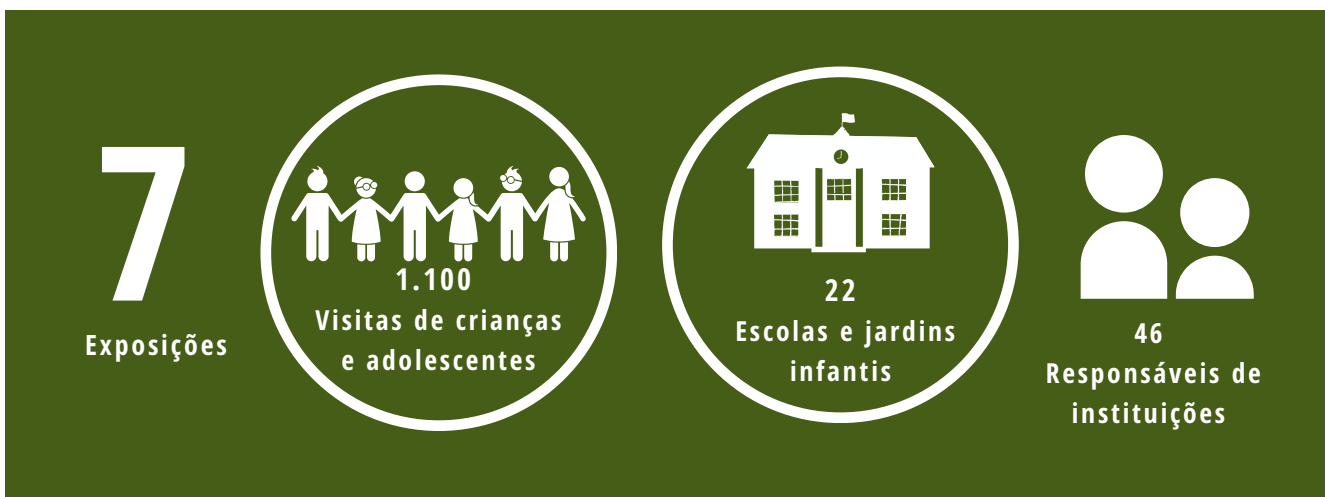 7
Exposições
1.100
Visitas de crianças
e adolescentes
22
Escolas e jardins
infantis
46
Responsáveis de
instituições